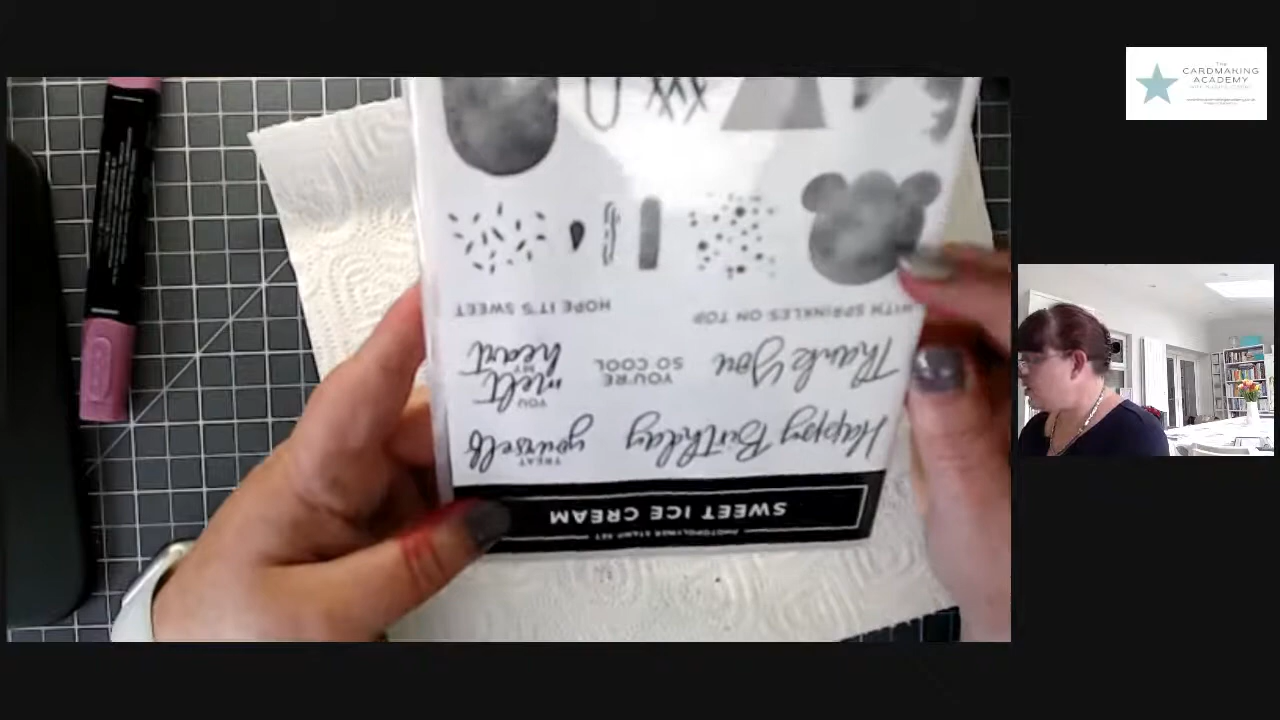 THE
CARDMAKING
ACADEMY
HOPE IT'S SWEET
WITH SPRINKLES ON TOP
YOU
melt
MY
heart
YOU'RE
SO COOL
Thank You
TREAT
yourself
Happy Birthday
SWEET ICE CREAM
PHOTOPOLYMER STAMP SET